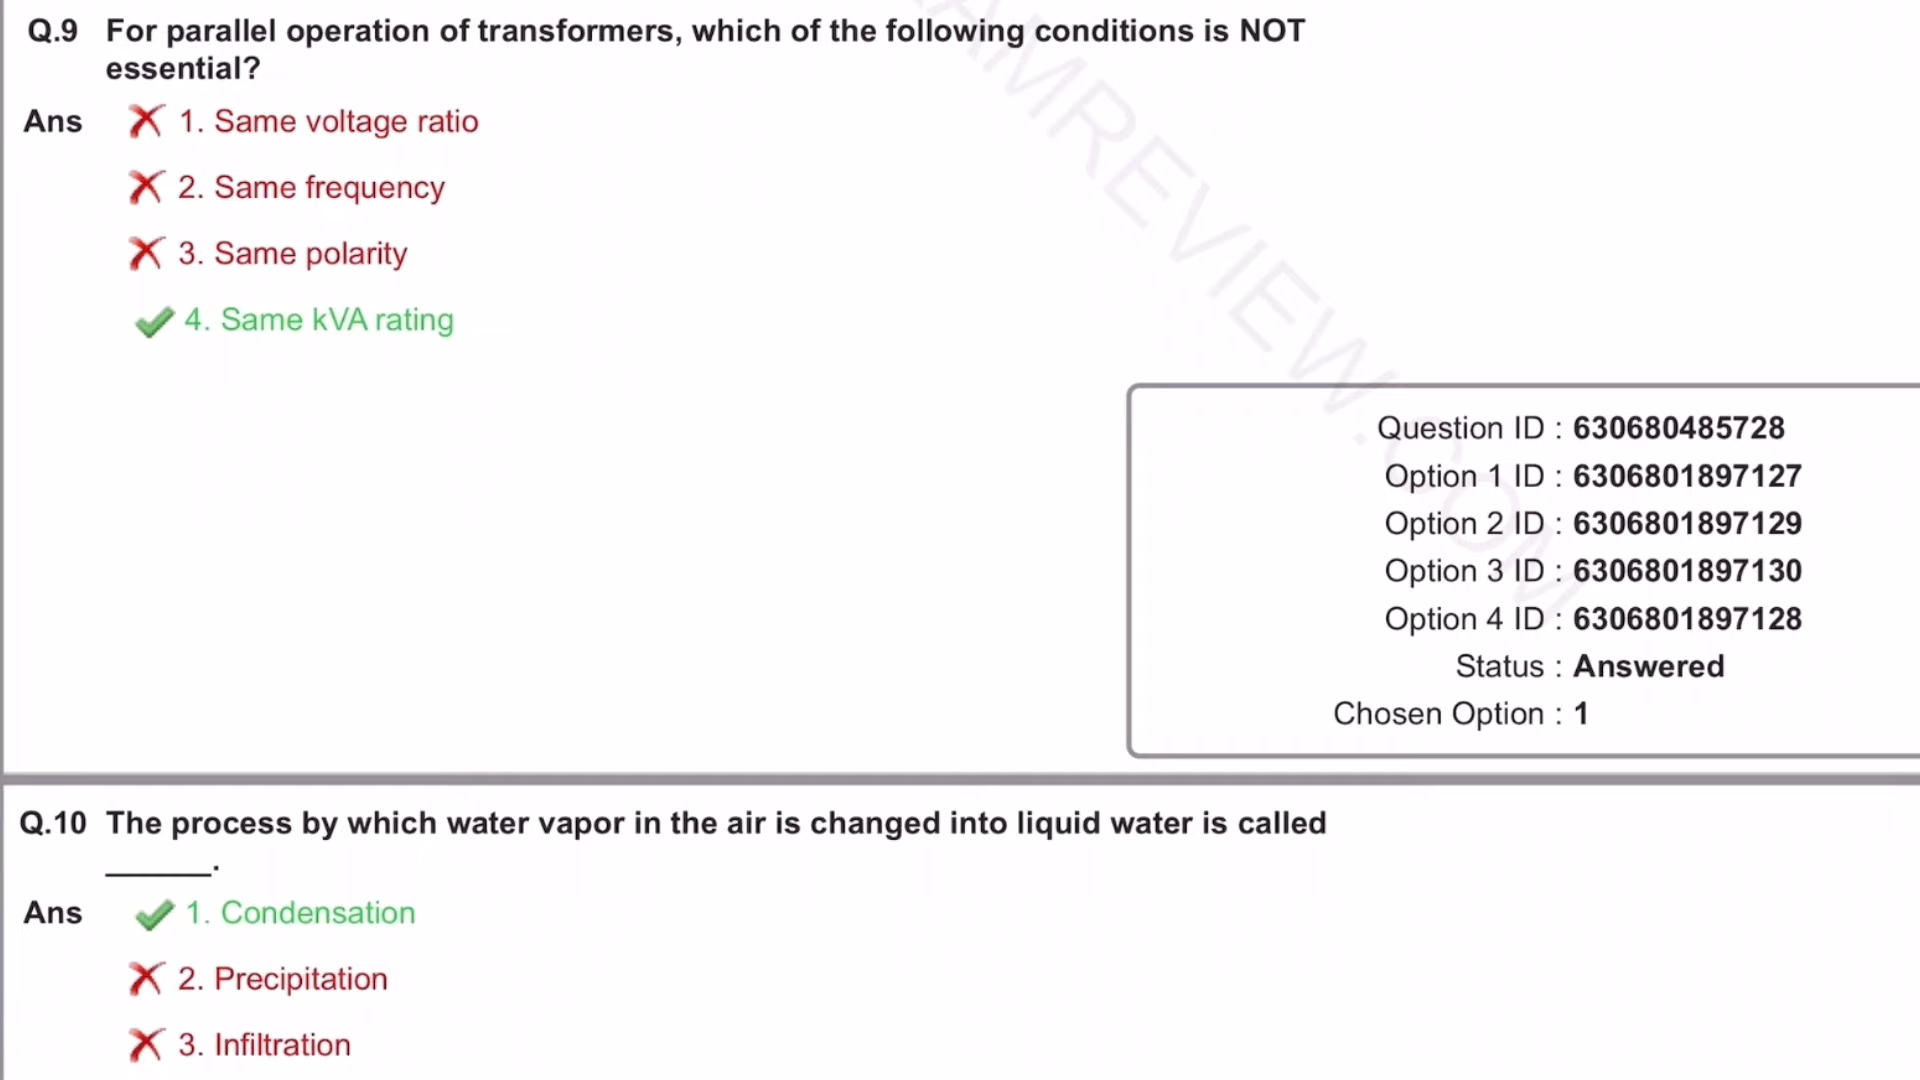 Q.9 For parallel operation of transformers, which of the following conditions is NOT
essential?
Ans 1. Same voltage ratio
2. Same frequency
3. Same polarity
4. Same kVA rating
Question ID : 630680485728
Option 1 ID : 6306801897127
Option 2 ID : 6306801897129
Option 3 ID : 6306801897130
Option 4 ID : 6306801897128
Status : Answered
Chosen Option : 1
Q.10 The process by which water vapor in the air is changed into liquid water is called
______.
Ans 1. Condensation
2. Precipitation
3. Infiltration
AMREVIEW.COM